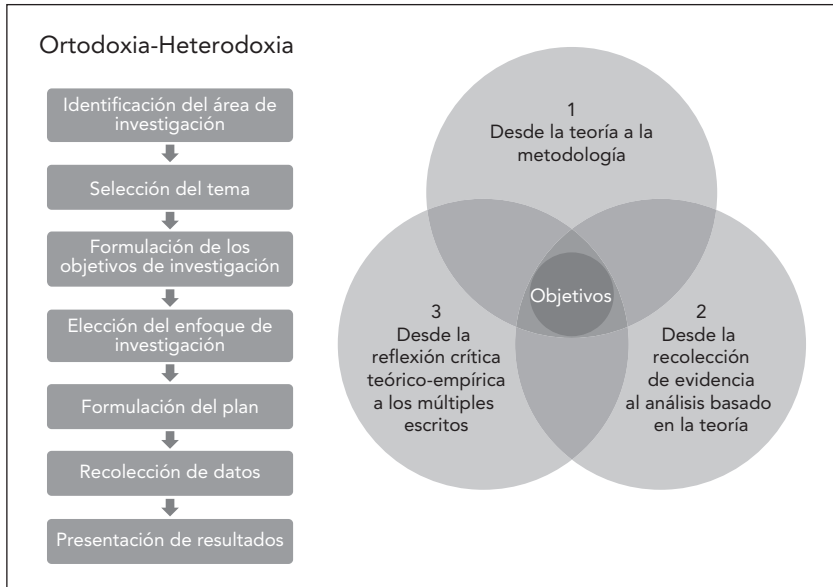 Ortodoxia-Heterodoxia
Identificación del área de
investigación
Selección del tema
Formulación de los
objetivos de investigación
Elección del enfoque de
investigación
Formulación del plan
Recolección de datos
Presentación de resultados
1
Desde la teoría a la
metodología
Objetivos
3
Desde la
reflexión crítica
teórico-empírica
a los múltiples
escritos
2
Desde la
recolección
de evidencia
al análisis basado
en la teoría